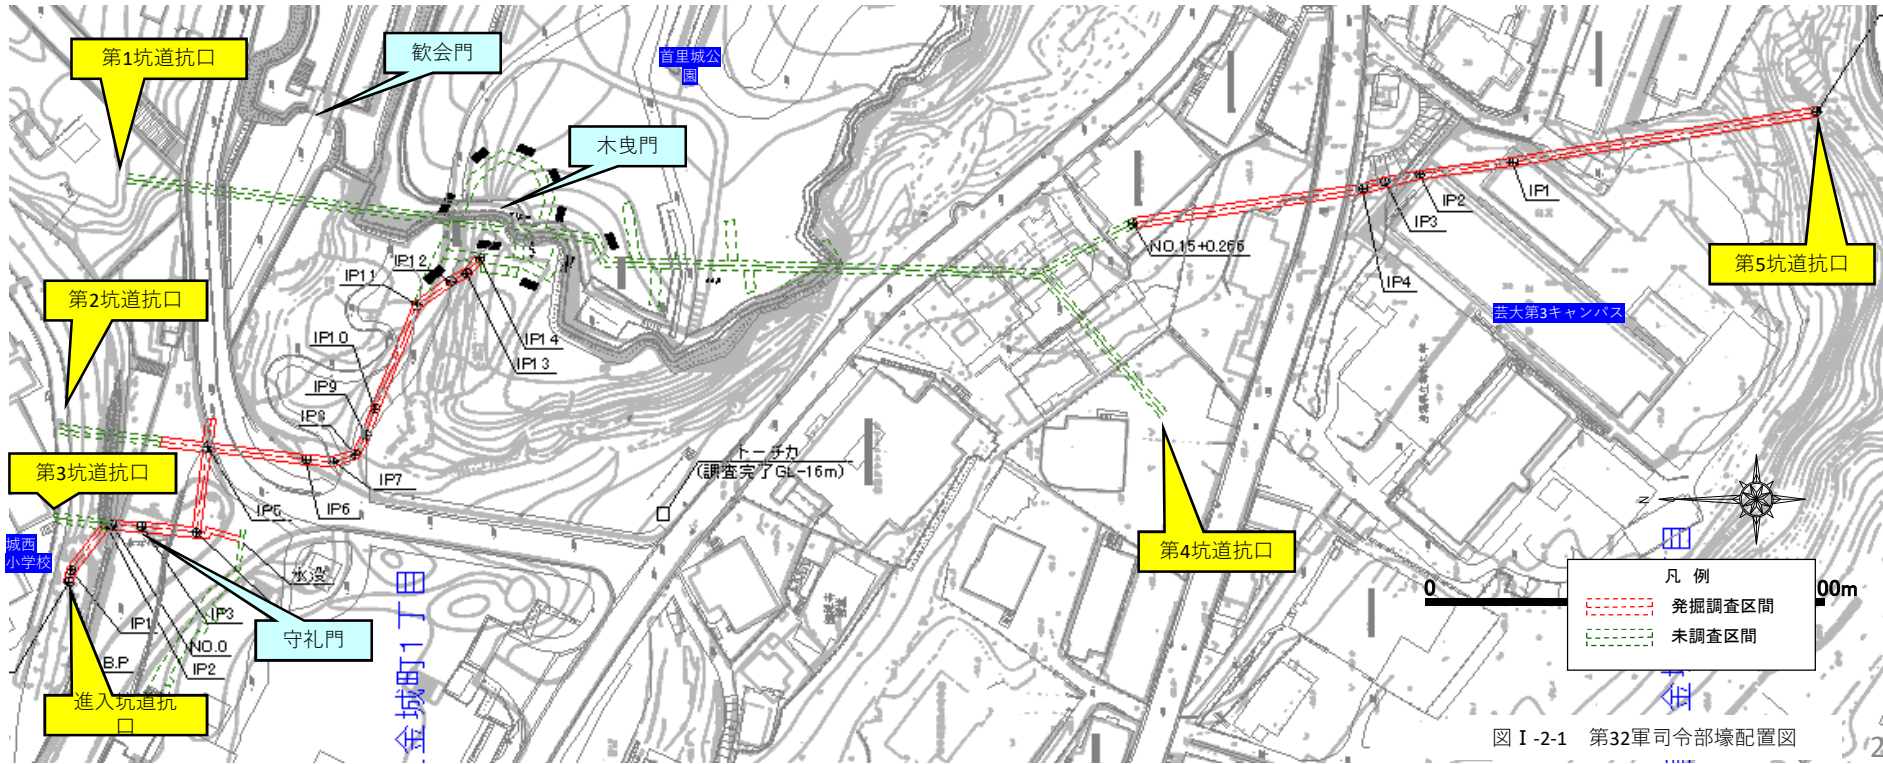 第1坑道抗口
歓会門
首里城公
園
木曳門
IP1
IP2
IP3
NO.15+0.266
IP4
第5坑道抗口
芸大第3キャンパス
IP12
IP11
第2坑道抗口
IP10
IP14
IP13
IP9
IP8
トーチカ
(調査完了GL-16m)
第3坑道抗口
IP7
IP6
IP5
城西
小学校
水没
第4坑道抗口
IP3
IP1
守礼門
NO.0
B.P
IP2
進入坑道抗
口
金城町1丁目
N
0
00m
凡 例
発掘調査区間
未調査区間
図Ⅰ-2-1 第32軍司令部壕配置図
2